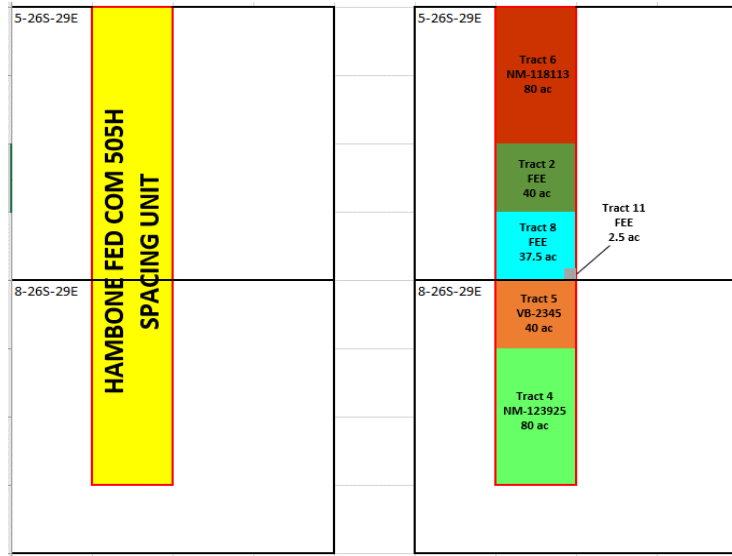 5-26S-29E
8-26S-29E
HAMBONE FED COM 505H
SPACING UNIT
5-26S-29E
Tract 6
NM-118113
80 ac
Tract 2
FEE
40 ac
Tract 8
FEE
37.5 ac
Tract 11
FEE
2.5 ac
8-26S-29E
Tract 5
VB-2345
40 ac
Tract 4
NM-123925
80 ac